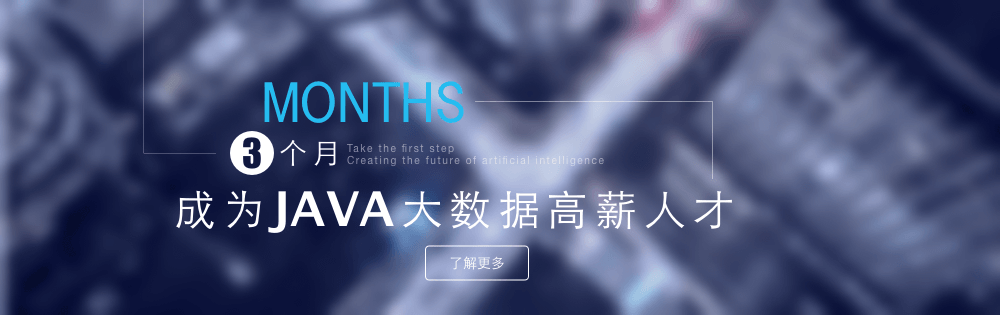 MONTHS
3个月
Take the first step
Creating the future of artificial intelligence
成为JAVA大数据高薪人才
了解更多